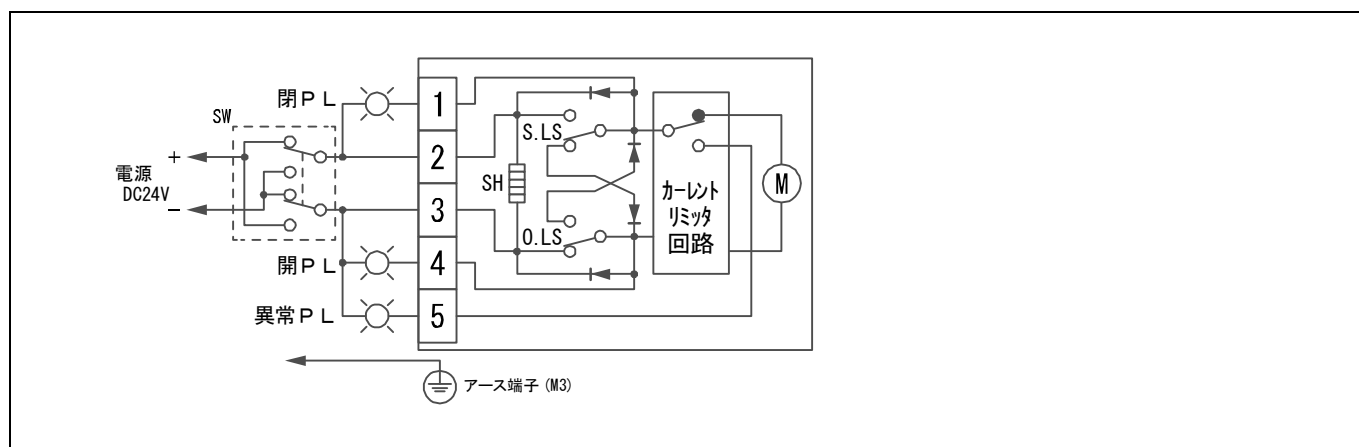 閉PL
1
SW
S.LS
+
2
電源
DC24V
SH
M
カーレント
リミッタ
回路
-
3
O.LS
開PL
4
異常PL
5
アース端子 (M3)